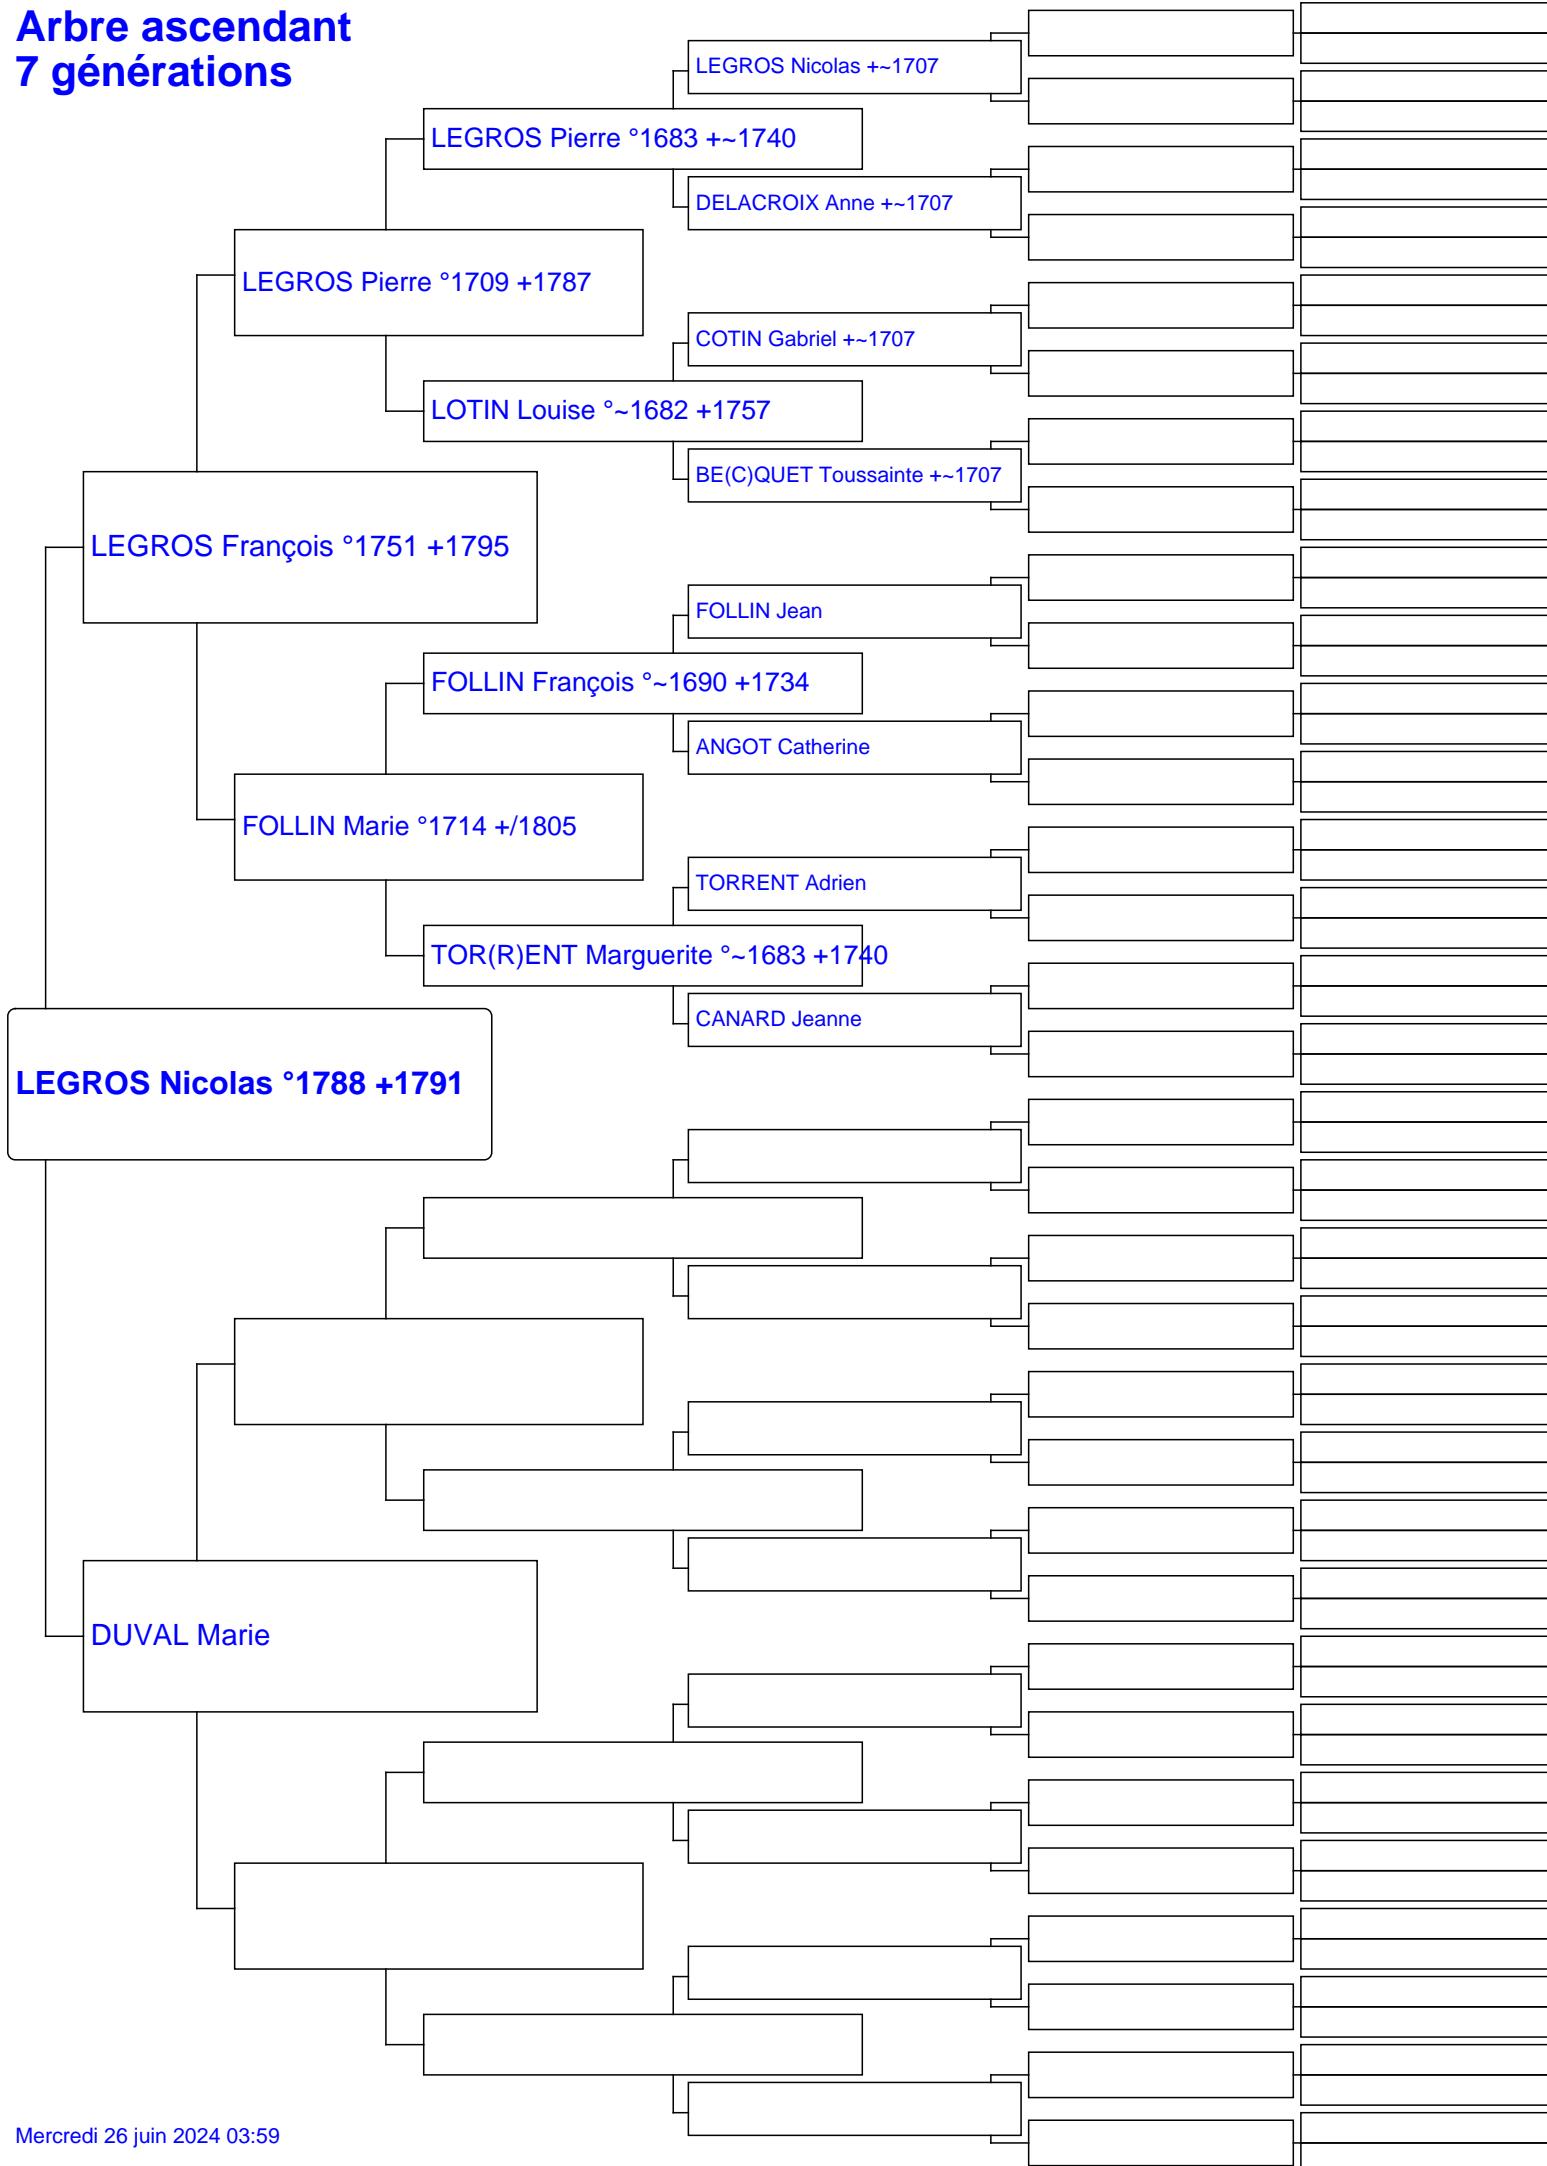 Arbre ascendant
7 générations
LEGROS Nicolas +~1707
LEGROS Pierre °1683 +~1740
DELACROIX Anne +~1707
LEGROS Pierre °1709 +1787
COTIN Gabriel +~1707
LOTIN Louise °~1682 +1757
BE(C)QUET Toussainte +~1707
LEGROS François °1751 +1795
FOLLIN Jean
FOLLIN François °~1690 +1734
ANGOT Catherine
FOLLIN Marie °1714 +/1805
TORRENT Adrien
TOR(R)ENT Marguerite °~1683 +1740
CANARD Jeanne
LEGROS Nicolas °1788 +1791
DUVAL Marie
Mercredi 26 juin 2024 03:59